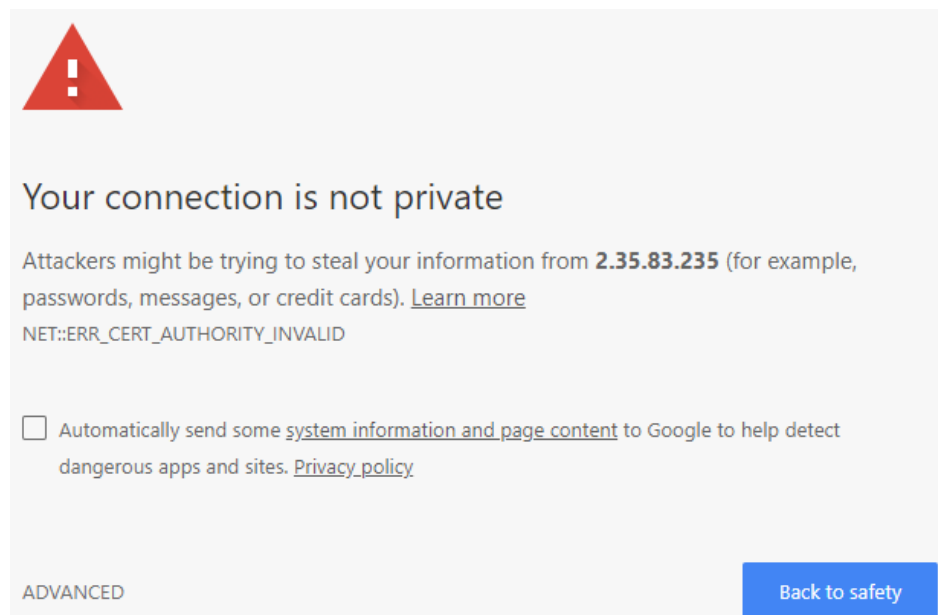 !
Your connection is not private
Attackers might be trying to steal your information from 2.35.83.235 (for example,
passwords, messages, or credit cards). Learn more
NET::ERR_CERT_AUTHORITY_INVALID
Automatically send some system information and page content to Google to help detect
dangerous apps and sites. Privacy policy
ADVANCED
Back to safety